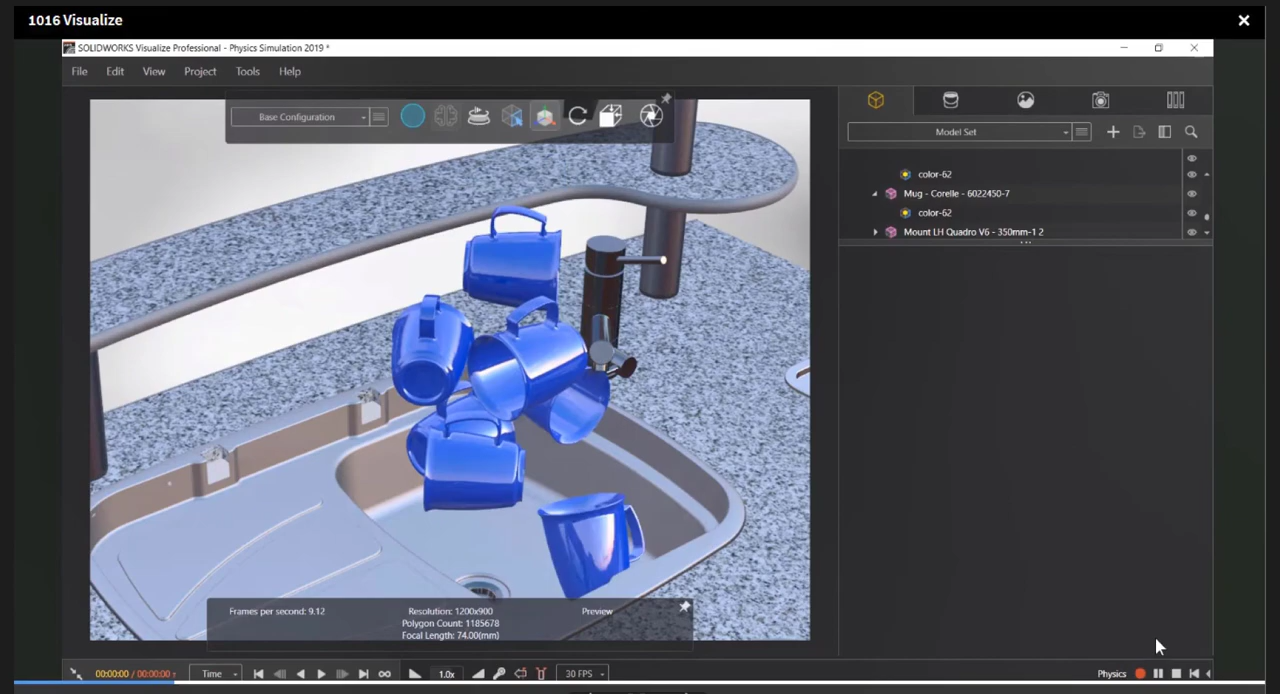 1016 Visualize
SOLIDWORKS Visualize Professional - Physics Simulation 2019 *
File Edit View Project Tools Help
Base Configuration
Model Set
color-62
Mug - Corelle - 6022450-7
color-62
Mount LH Quadro V6 - 350mm-1 2
Frames per second: 9.12
Resolution: 1200x900
Preview
Polygon Count: 1185678
Focal Length: 74.00(mm)
00:00:00 / 00:00:00
Time
1.0x
30 FPS
Physics